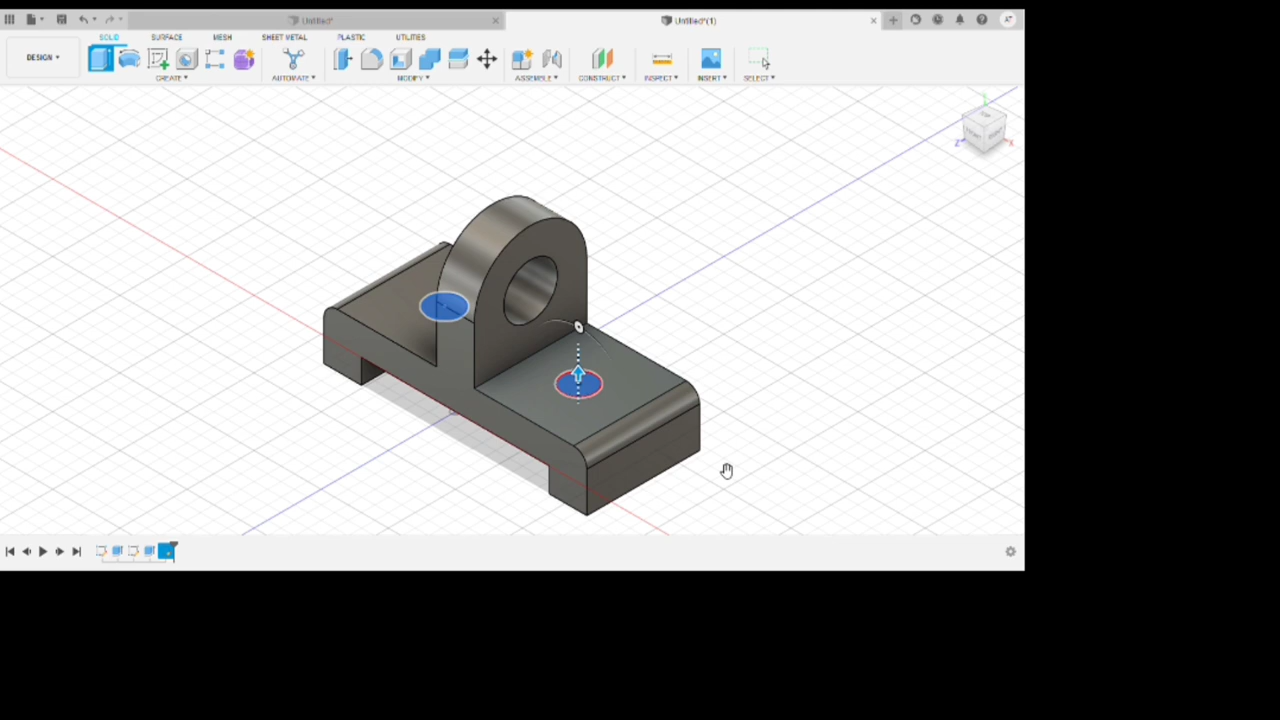 Untitled*
Untitled*(1)
SOLID SURFACE MESH SHEET METAL PLASTIC UTILITIES
DESIGN
CREATE AUTOMATE MODIFY ASSEMBLE CONSTRUCT INSPECT INSERT SELECT
TOP
Z
X